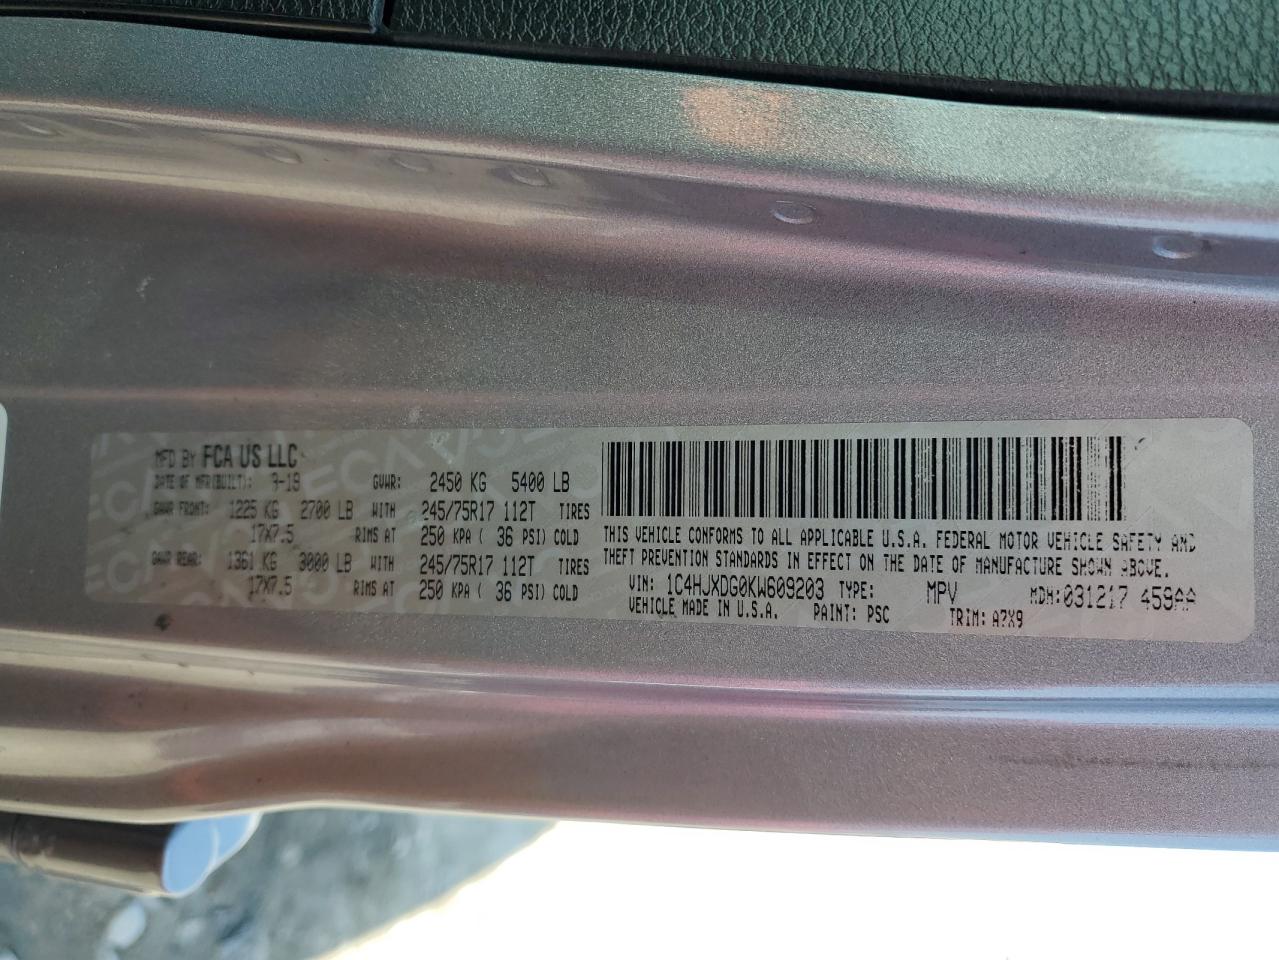 MFD BY FCA US LLC
DATE OF MFR(BUILT): 3-19 GVWR: 2450 KG 5400 LB
GAWR FRONT: 1225 KG 2700 LB WITH 245/75R17 112T TIRES
17X7.5 RIMS AT 250 KPA ( 36 PSI) COLD
GAWR REAR: 1361 KG 3000 LB WITH 245/75R17 112T TIRES
17X7.5 RIMS AT 250 KPA ( 36 PSI) COLD
THIS VEHICLE CONFORMS TO ALL APPLICABLE U.S.A. FEDERAL MOTOR VEHICLE SAFETY AND
THEFT PREVENTION STANDARDS IN EFFECT ON THE DATE OF MANUFACTURE SHOWN ABOVE.
VIN: 1C4HJXDG0KW609203 TYPE: MPV MDH:031217 459AA
VEHICLE MADE IN U.S.A. PAINT: PSC TRIM: A7X9